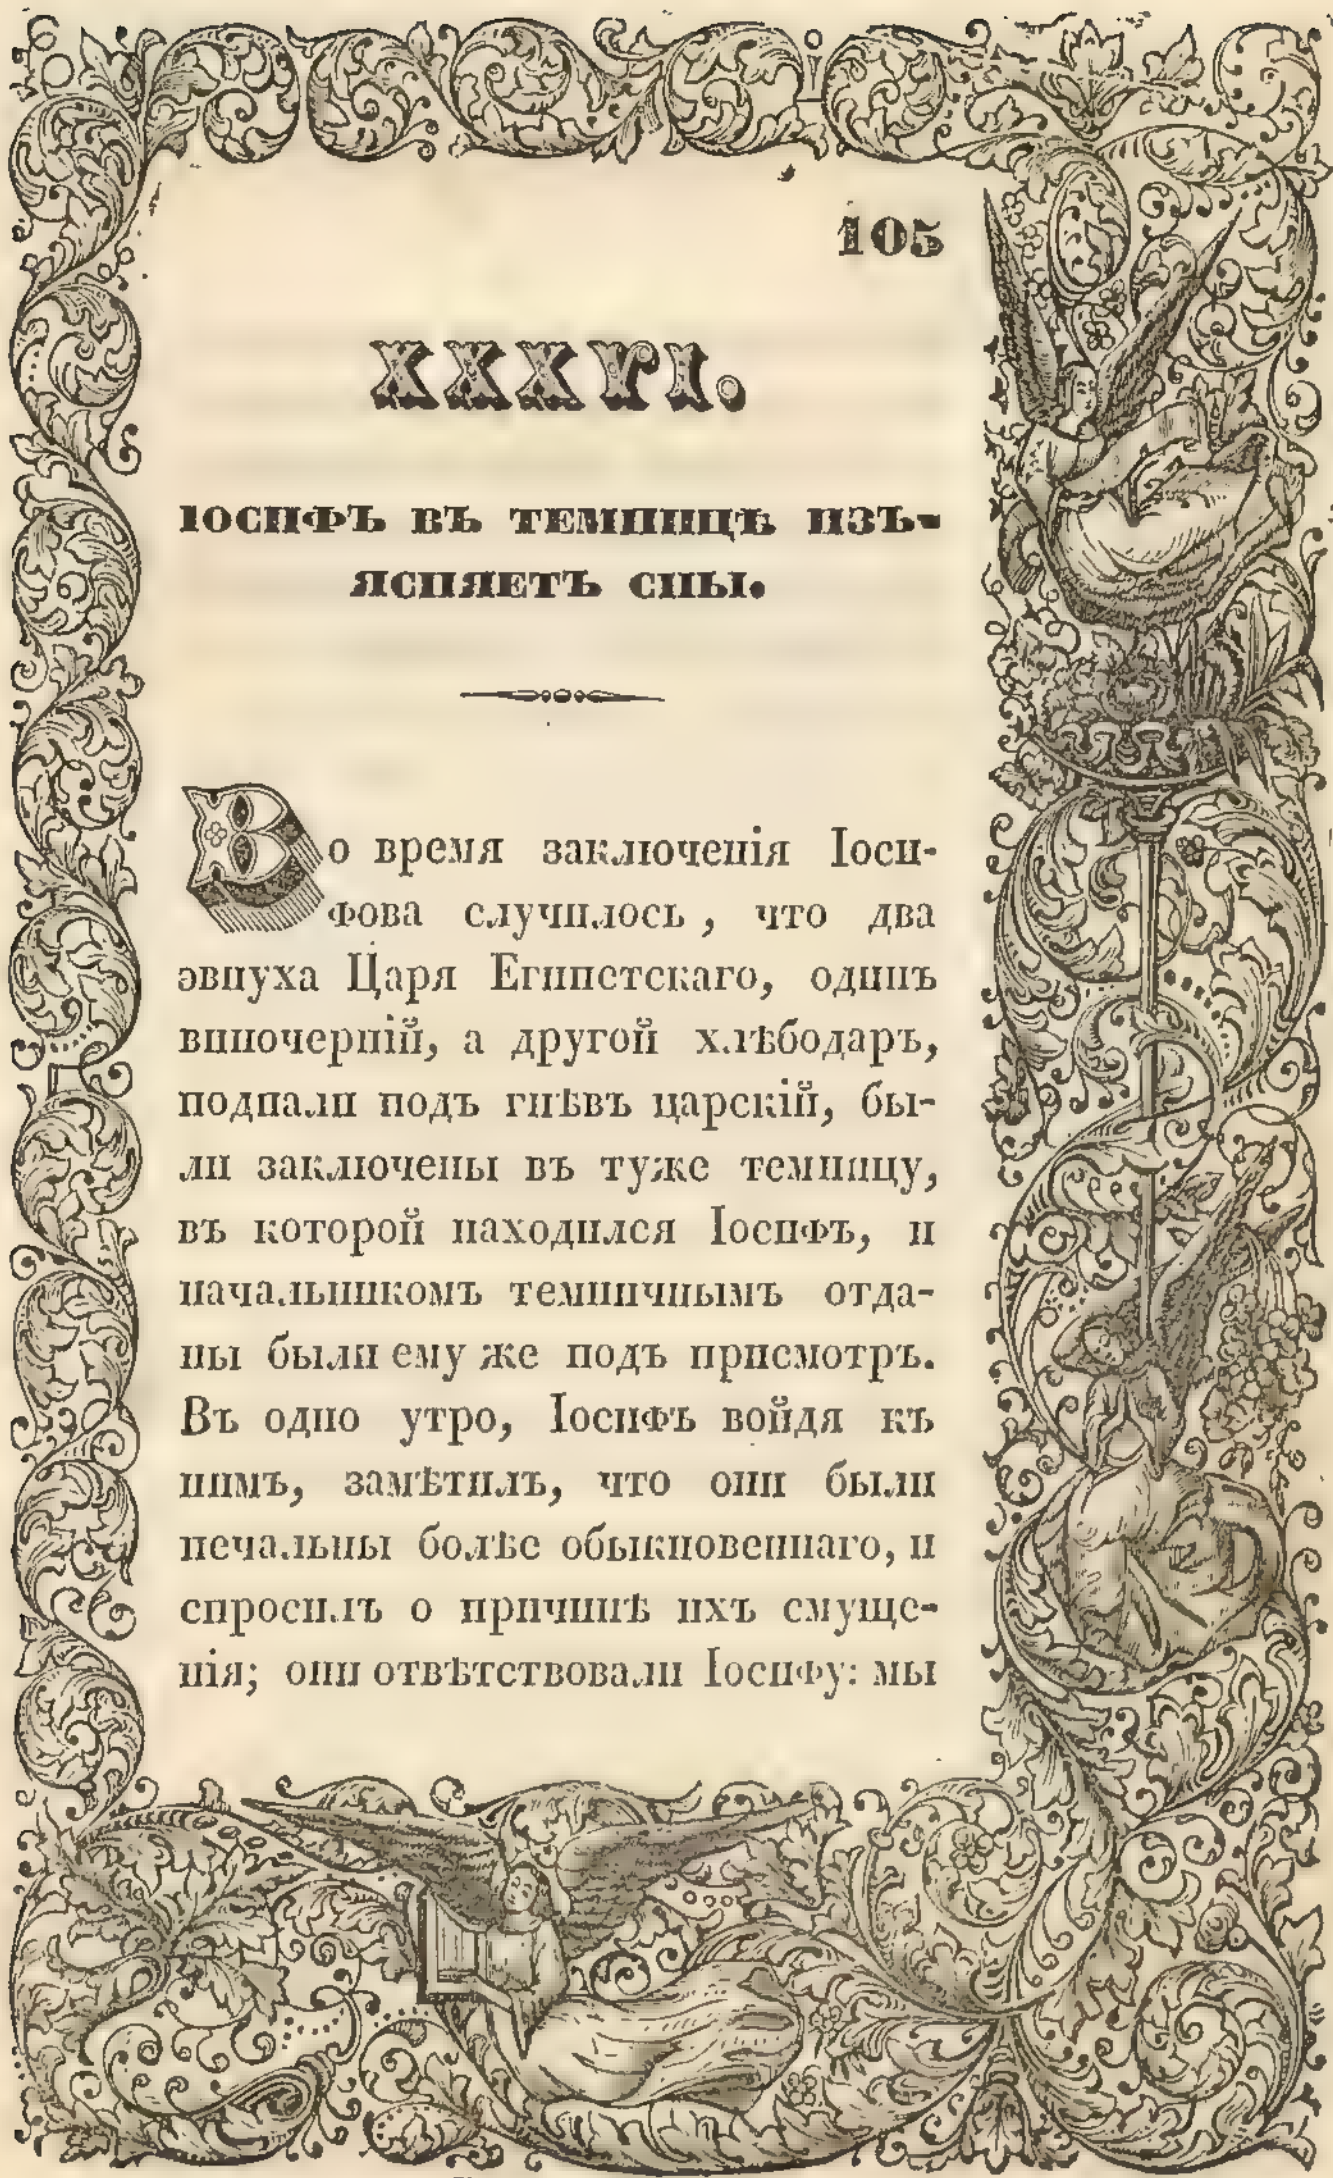 105
XXXVI.
ІОСИФЪ ВЪ ТЕМНИЦѢ ИЗЪ-
ЯСНЯЕТЪ СНЫ.
Во время заключенія Іоси-
фова случилось, что два
эвнуха Царя Египетскаго, одинъ
виночерпій, а другой хлѣбодаръ,
подпали подъ гнѣвъ царскій, бы-
ли заключены въ туже темницу,
въ которой находился Іосифъ, и
начальникомъ темничнымъ отда-
ны были ему же подъ присмотръ.
Въ одно утро, Іосифъ войдя къ
нимъ, замѣтилъ, что они были
печальны болѣе обыкновеннаго, и
спросилъ о причинѣ ихъ смуще-
нія; они отвѣтствовали Іосифу: мы